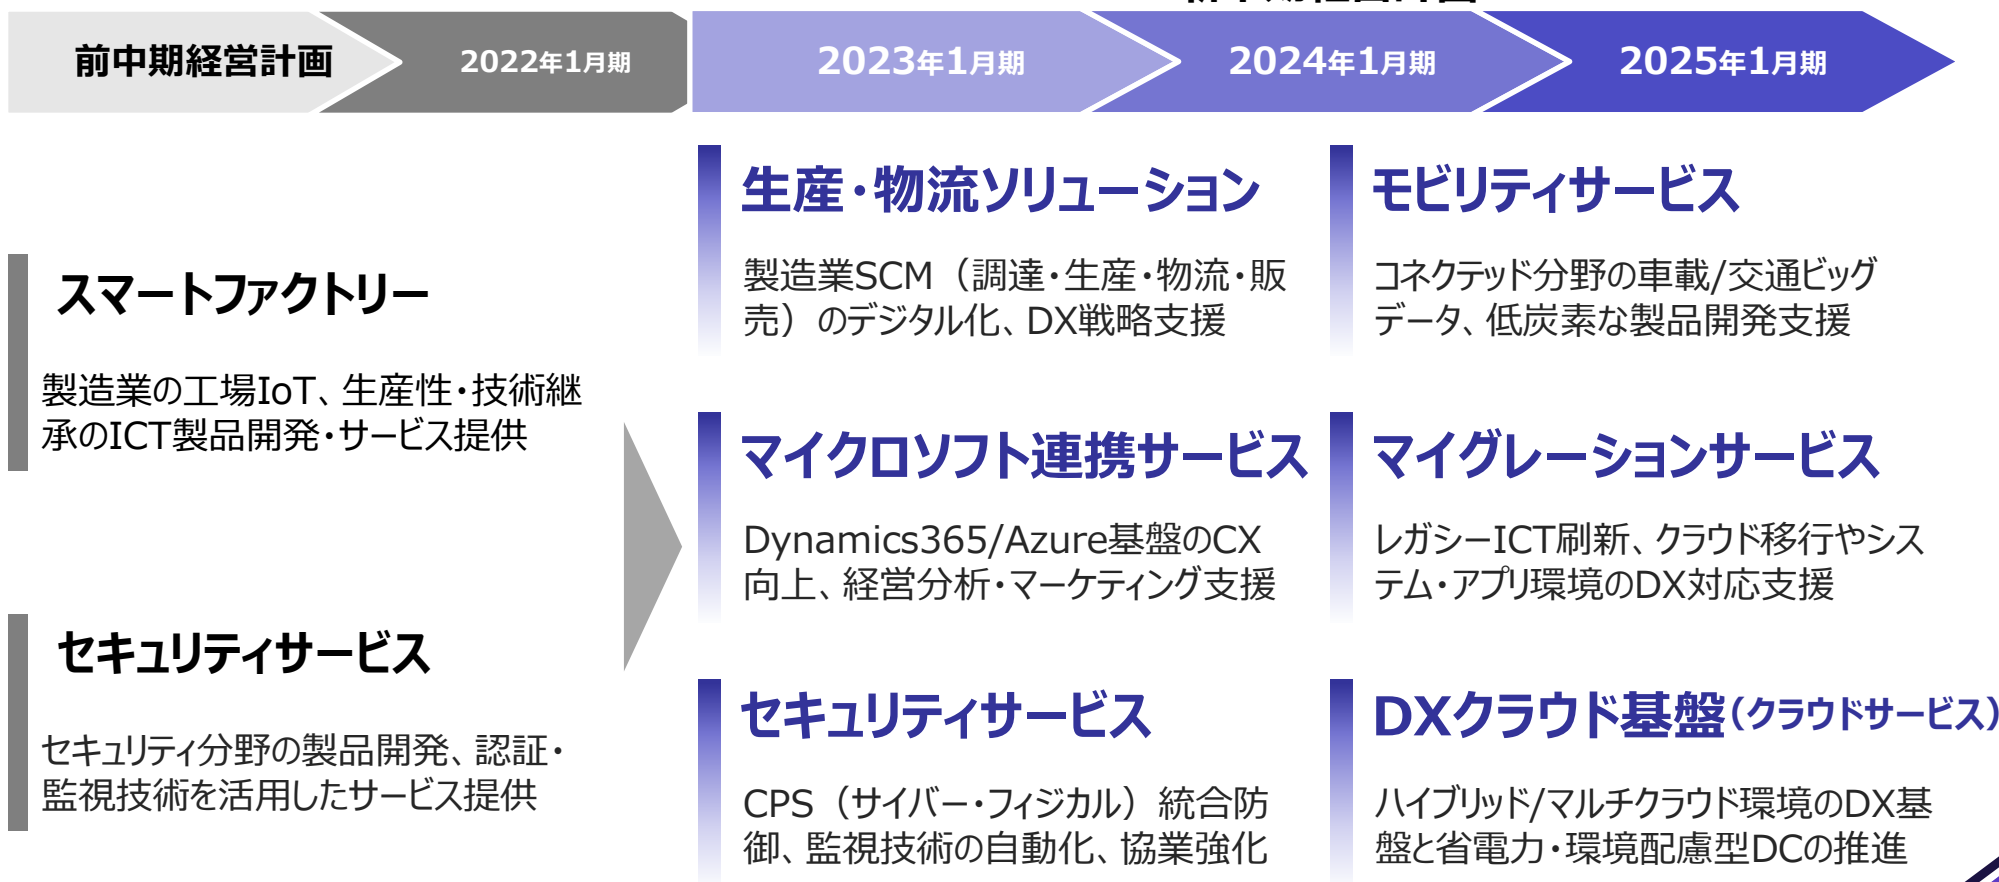 前中期経営計画
2022年1月期
2023年1月期
2024年1月期
2025年1月期
スマートファクトリー
製造業の工場IoT、生産性・技術継
承のICT製品開発・サービス提供
セキュリティサービス
セキュリティ分野の製品開発、認証・
監視技術を活用したサービス提供
生産・物流ソリューション
製造業SCM（調達・生産・物流・販
売）のデジタル化、DX戦略支援
モビリティサービス
コネクテッド分野の車載/交通ビッグ
データ、低炭素な製品開発支援
マイクロソフト連携サービス
Dynamics365/Azure基盤のCX
向上、経営分析・マーケティング支援
マイグレーションサービス
レガシーICT刷新、クラウド移行やシス
テム・アプリ環境のDX対応支援
セキュリティサービス
CPS（サイバー・フィジカル）統合防
御、監視技術の自動化、協業強化
DXクラウド基盤（クラウドサービス）
ハイブリッド/マルチクラウド環境のDX基
盤と省電力・環境配慮型DCの推進